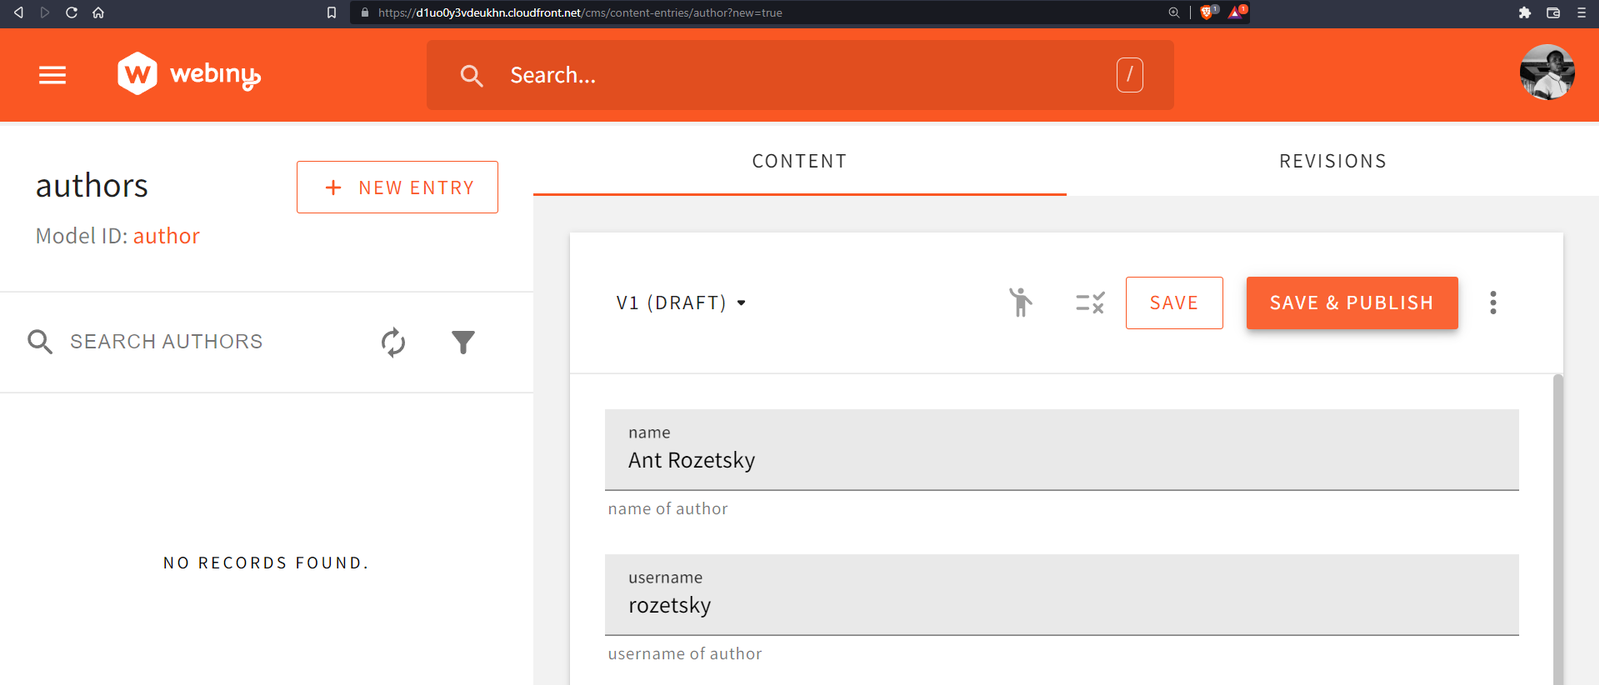 https://d1uo0y3vdeukhn.cloudfront.net/cms/content-entries/author?new=true
1
1
W webiny
Search...
/
authors
+ NEW ENTRY
Model ID: author
SEARCH AUTHORS
NO RECORDS FOUND.
CONTENT
REVISIONS
V1 (DRAFT)
SAVE
SAVE & PUBLISH
name
Ant Rozetsky
name of author
username
rozetsky
username of author